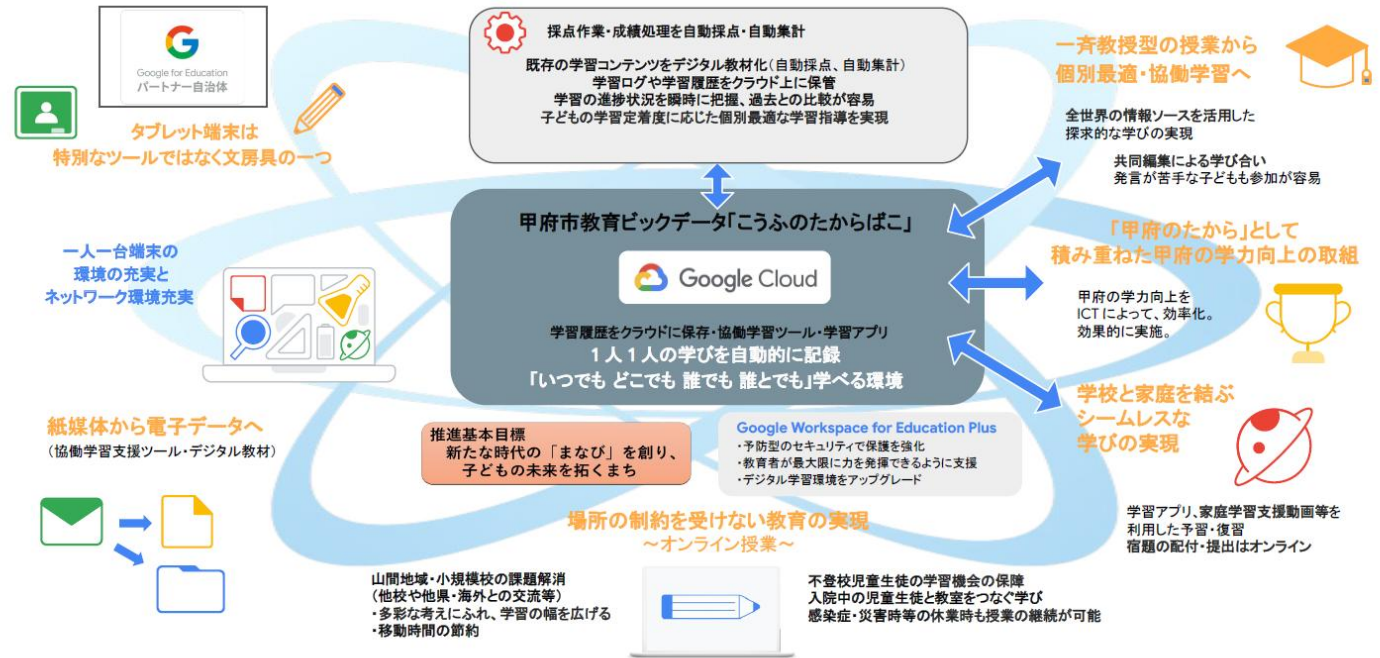 Google for Education
パートナー自治体
タブレット端末は
特別なツールではなく文房具の一つ
採点作業・成績処理を自動採点・自動集計
既存の学習コンテンツをデジタル教材化(自動採点、自動集計)
学習ログや学習履歴をクラウド上に保管
学習の進捗状況を瞬時に把握、過去との比較が容易
子どもの学習定着度に応じた個別最適な学習指導を実現
一斉教授型の授業から
個別最適・協働学習へ
全世界の情報ソースを活用した
探求的な学びの実現
共同編集による学び合い
発言が苦手な子どもも参加が容易
一人一台端末の
環境の充実と
ネットワーク環境充実
甲府市教育ビックデータ「こうふのたからばこ」
Google Cloud
学習履歴をクラウドに保存・協働学習ツール・学習アプリ
1人1人の学びを自動的に記録
「いつでも どこでも 誰でも 誰とでも」学べる環境
「甲府のたから」として
積み重ねた甲府の学力向上の取組
甲府の学力向上を
ICTによって、効率化。
効果的に実施。
紙媒体から電子データへ
(協働学習支援ツール・デジタル教材)
推進基本目標
新たな時代の「まなび」を創り、
子どもの未来を拓くまち
Google Workspace for Education Plus
・予防型のセキュリティで保護を強化
・教育者が最大限に力を発揮できるように支援
・デジタル学習環境をアップグレード
学校と家庭を結ぶ
シームレスな
学びの実現
学習アプリ、家庭学習支援動画等を
利用した予習・復習
宿題の配付・提出はオンライン
場所の制約を受けない教育の実現
～オンライン授業～
山間地域・小規模校の課題解消
(他校や他県・海外との交流等)
・多彩な考えにふれ、学習の幅を広げる
・移動時間の節約
不登校児童生徒の学習機会の保障
入院中の児童生徒と教室をつなぐ学び
感染症・災害時等の休業時も授業の継続が可能